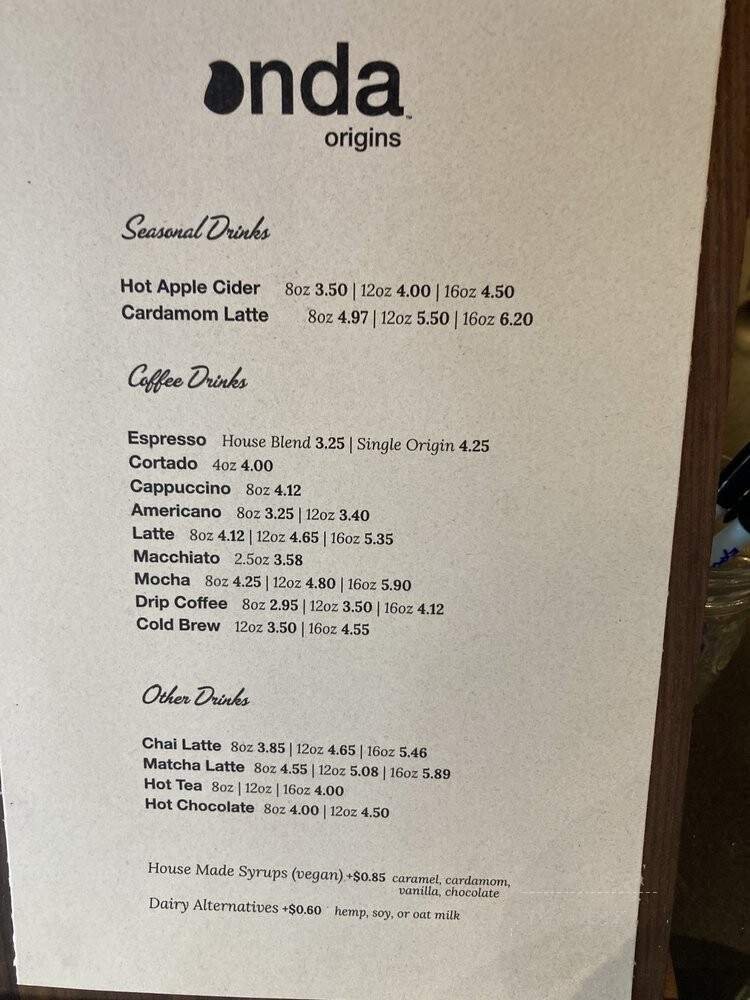 onda™
origins
Seasonal Drinks
Hot Apple Cider 8oz 3.50 | 12oz 4.00 | 16oz 4.50
Cardamom Latte 8oz 4.97 | 12oz 5.50 | 16oz 6.20
Coffee Drinks
Espresso House Blend 3.25 | Single Origin 4.25
Cortado 4oz 4.00
Cappuccino 8oz 4.12
Americano 8oz 3.25 | 12oz 3.40
Latte 8oz 4.12 | 12oz 4.65 | 16oz 5.35
Macchiato 2.5oz 3.58
Mocha 8oz 4.25 | 12oz 4.80 | 16oz 5.90
Drip Coffee 8oz 2.95 | 12oz 3.50 | 16oz 4.12
Cold Brew 12oz 3.50 | 16oz 4.55
Other Drinks
Chai Latte 8oz 3.85 | 12oz 4.65 | 16oz 5.46
Matcha Latte 8oz 4.55 | 12oz 5.08 | 16oz 5.89
Hot Tea 8oz | 12oz | 16oz 4.00
Hot Chocolate 8oz 4.00 | 12oz 4.50
House Made Syrups (vegan) +$0.85 caramel, cardamom,
vanilla, chocolate
Dairy Alternatives +$0.60 hemp, soy, or oat milk